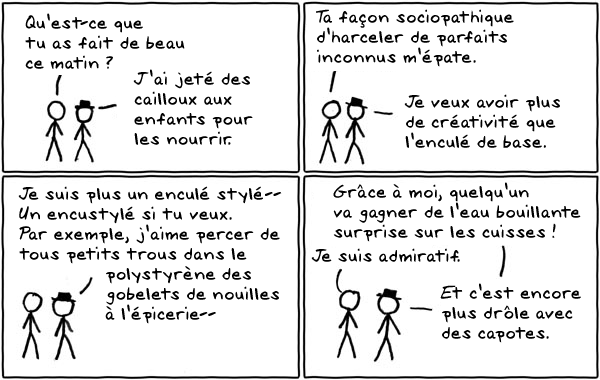 Qu'est-ce que
tu as fait de beau
ce matin ?
J'ai jeté des
cailloux aux
enfants pour
les nourrir.
Ta façon sociopathique
d'harceler de parfaits
inconnus m'épate.
Je veux avoir plus
de créativité que
l'enculé de base.
Je suis plus un enculé stylé--
Un encustylé si tu veux.
Par exemple, j'aime percer de
tous petits trous dans le
polystyrène des
gobelets de nouilles
à l'épicerie--
Grâce à moi, quelqu'un
va gagner de l'eau bouillante
surprise sur les cuisses !
Je suis admiratif.
Et c'est encore
plus drôle avec
des capotes.